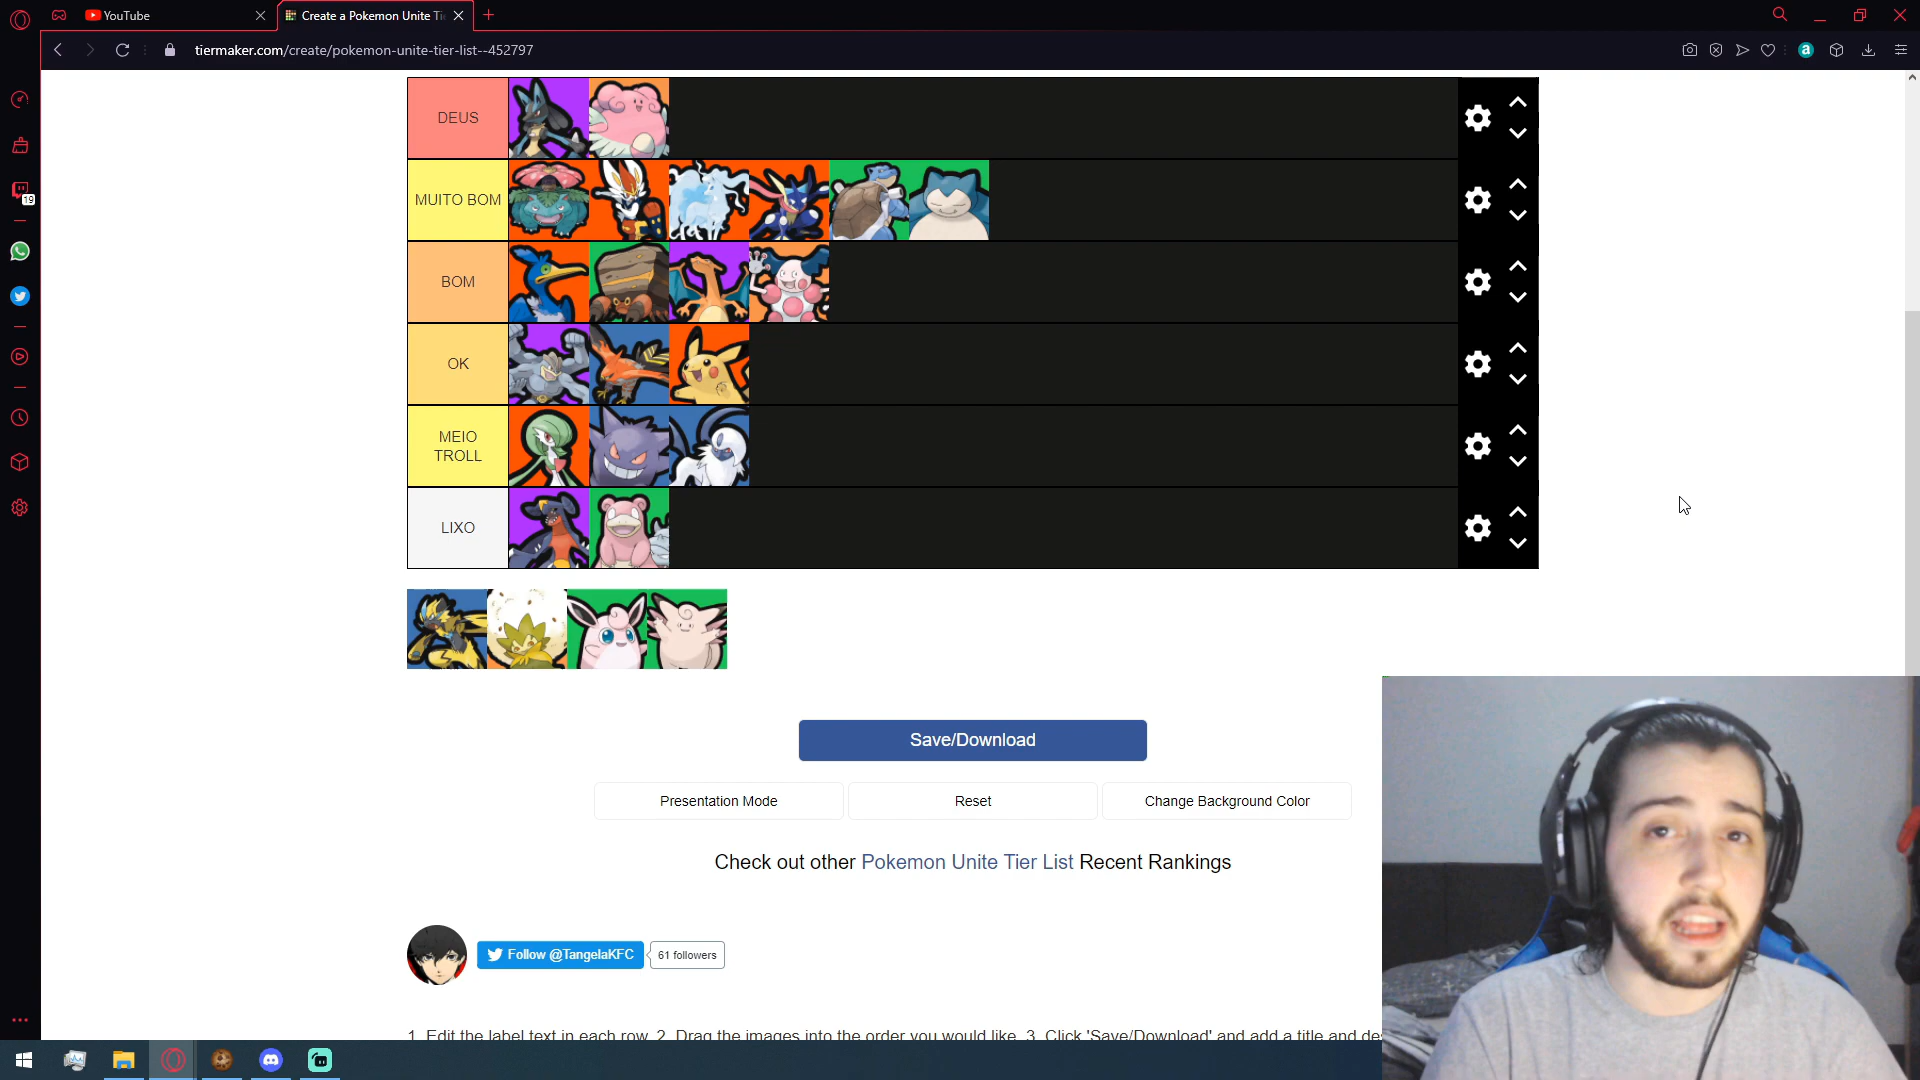 YouTube
Create a Pokemon Unite Ti
tiermaker.com/create/pokemon-unite-tier-list--452797
a
19
DEUS
MUITO BOM
BOM
OK
MEIO
TROLL
LIXO
Save/Download
Presentation Mode
Reset
Change Background Color
Check out other Pokemon Unite Tier List Recent Rankings
Follow @TangelaKFC
61 followers
1. Edit the label text in each row. 2. Drag the images into the order you would like. 3. Click 'Save/Download' and add a title and de